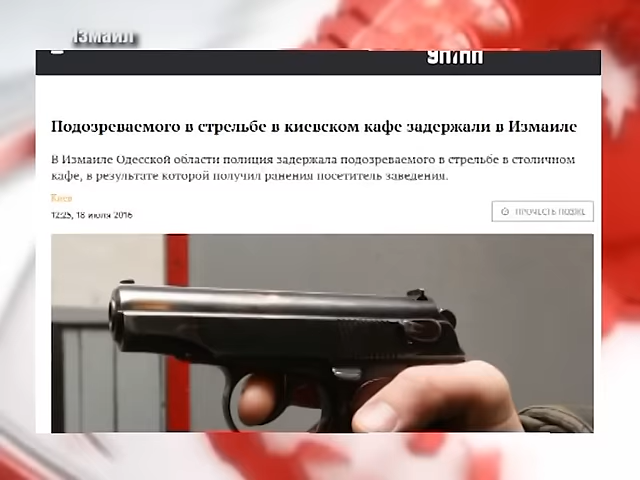 Измаил
УНИАН
Подозреваемого в стрельбе в киевском кафе задержали в Измаиле
В Измаиле Одесской области полиция задержала подозреваемого в стрельбе в столичном
кафе, в результате которой получил ранения посетитель заведения.
Киев
12:25, 18 июля 2016
ПРОЧЕСТЬ ПОЗЖЕ